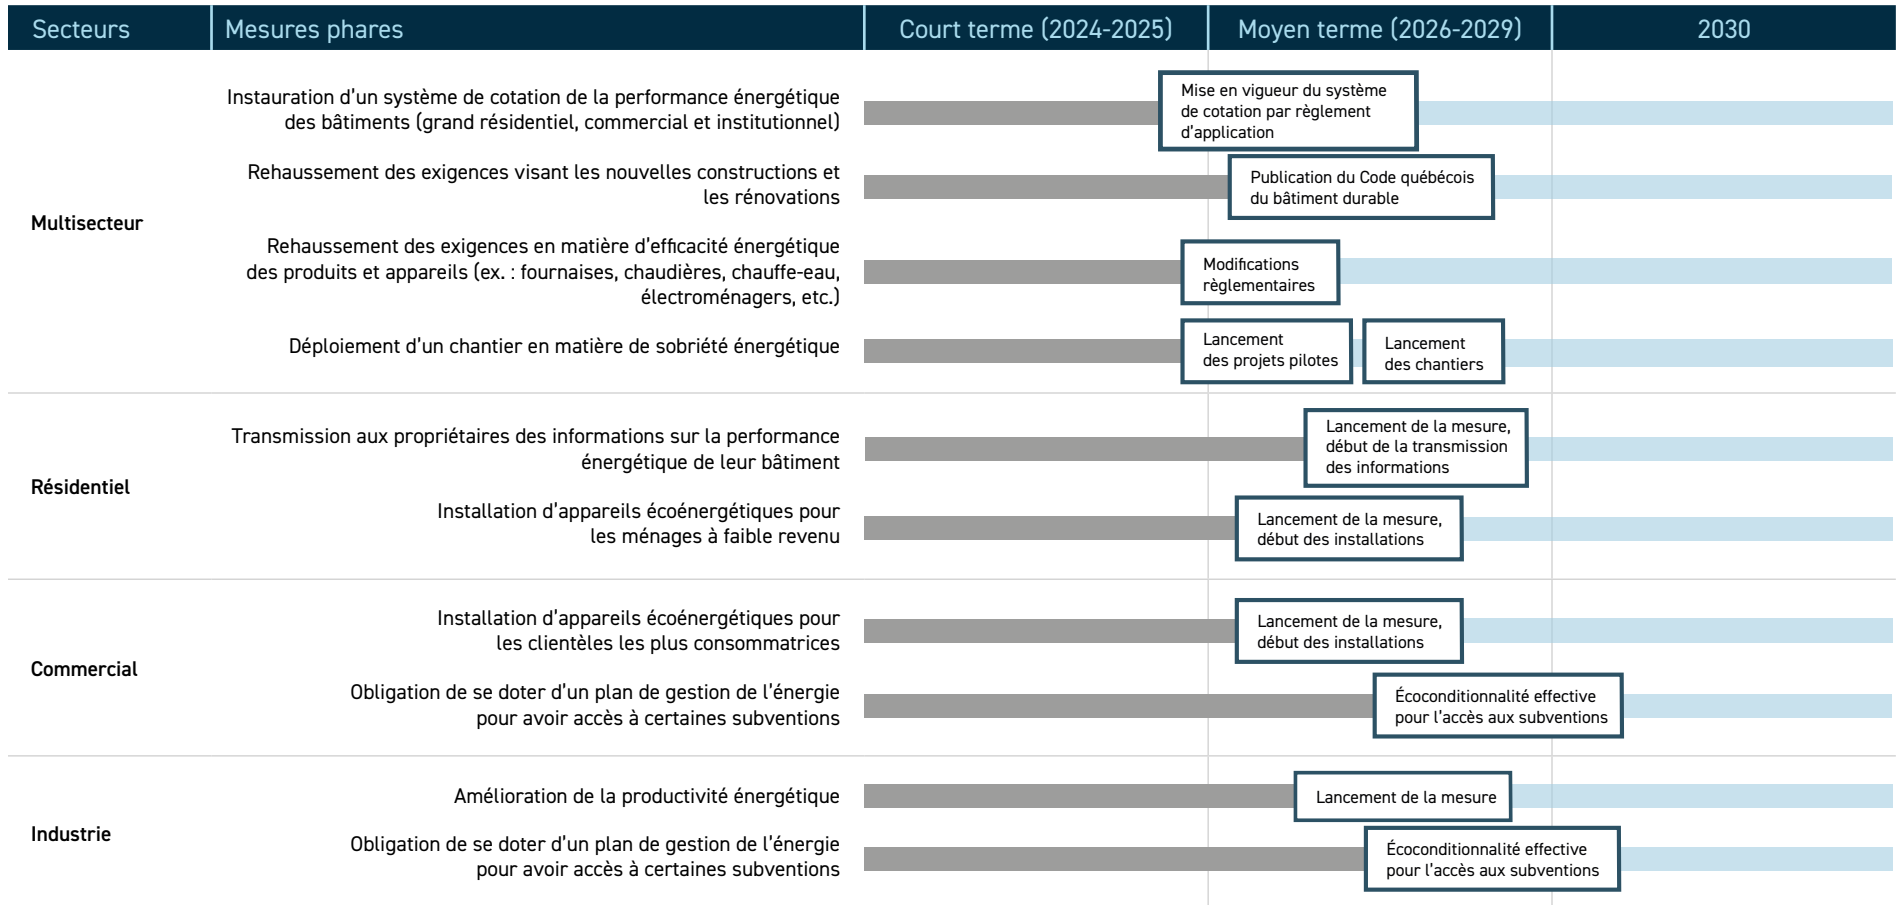 Secteurs
Mesures phares
Court terme (2024-2025)
Moyen terme (2026-2029)
2030
Multisecteur
Instauration d’un système de cotation de la performance énergétique
des bâtiments (grand résidentiel, commercial et institutionnel)
Mise en vigueur du système
de cotation par règlement
d’application
Rehaussement des exigences visant les nouvelles constructions et
les rénovations
Publication du Code québécois
du bâtiment durable
Rehaussement des exigences en matière d’efficacité énergétique
des produits et appareils (ex. : fournaises, chaudières, chauffe-eau,
électroménagers, etc.)
Modifications
règlementaires
Déploiement d’un chantier en matière de sobriété énergétique
Lancement
des projets pilotes
Lancement
des chantiers
Résidentiel
Transmission aux propriétaires des informations sur la performance
énergétique de leur bâtiment
Lancement de la mesure,
début de la transmission
des informations
Installation d’appareils écoénergétiques pour
les ménages à faible revenu
Lancement de la mesure,
début des installations
Commercial
Installation d’appareils écoénergétiques pour
les clientèles les plus consommatrices
Lancement de la mesure,
début des installations
Obligation de se doter d’un plan de gestion de l’énergie
pour avoir accès à certaines subventions
Écoconditionnalité effective
pour l’accès aux subventions
Industrie
Amélioration de la productivité énergétique
Lancement de la mesure
Obligation de se doter d’un plan de gestion de l’énergie
pour avoir accès à certaines subventions
Écoconditionnalité effective
pour l’accès aux subventions